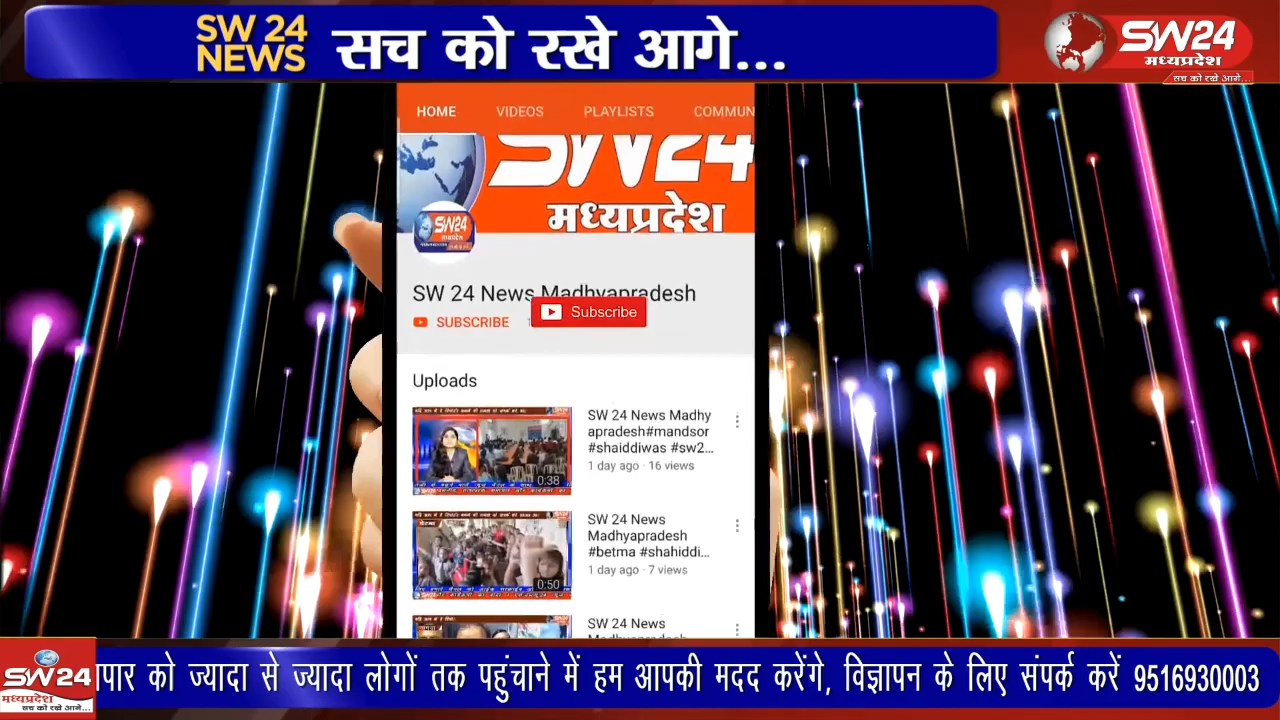 SW 24
NEWS
सच को रखे आगे...
SW24
मध्यप्रदेश
सच को रखे आगे...
HOME VIDEOS PLAYLISTS COMMUN
SW24
मध्यप्रदेश
SW24
SW 24 News Madhyapradesh
SUBSCRIBE
Subscribe
Uploads
SW 24 News Madhy
apradesh#mandsor
#shaiddiwas #sw2...
1 day ago · 16 views
0:38
SW 24 News
Madhyapradesh
#betma #shahiddi...
1 day ago · 7 views
0:50
SW 24 News
Madhyapradesh
SW24
मध्यप्रदेश
सच को रखे आगे...
पार को ज्यादा से ज्यादा लोगों तक पहुंचाने में हम आपकी मदद करेंगे, विज्ञापन के लिए संपर्क करें 9516930003